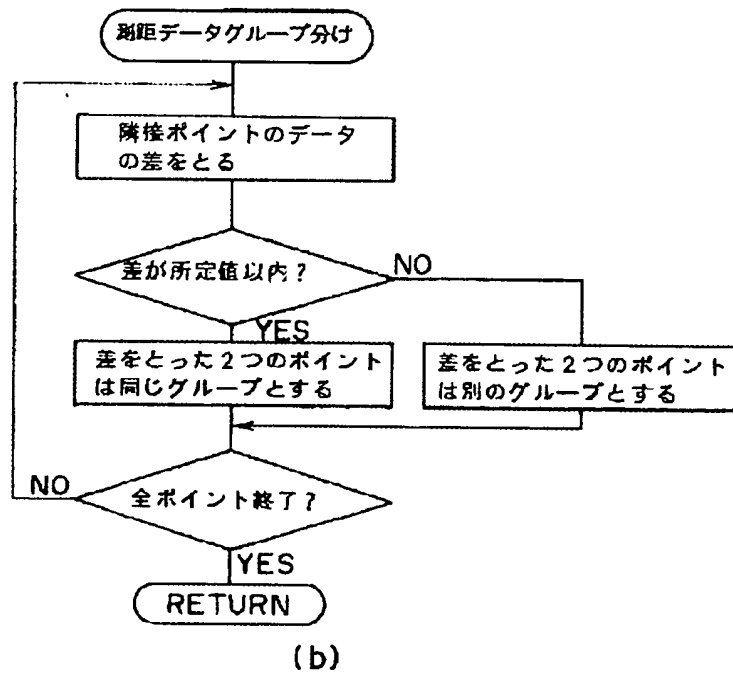 測距データグループ分け
隣接ポイントのデータ
の差をとる
差が所定値以内?
NO
YES
差をとった2つのポイント
は同じグループとする
差をとった2つのポイント
は別のグループとする
NO
全ポイント終了?
YES
RETURN
(b)